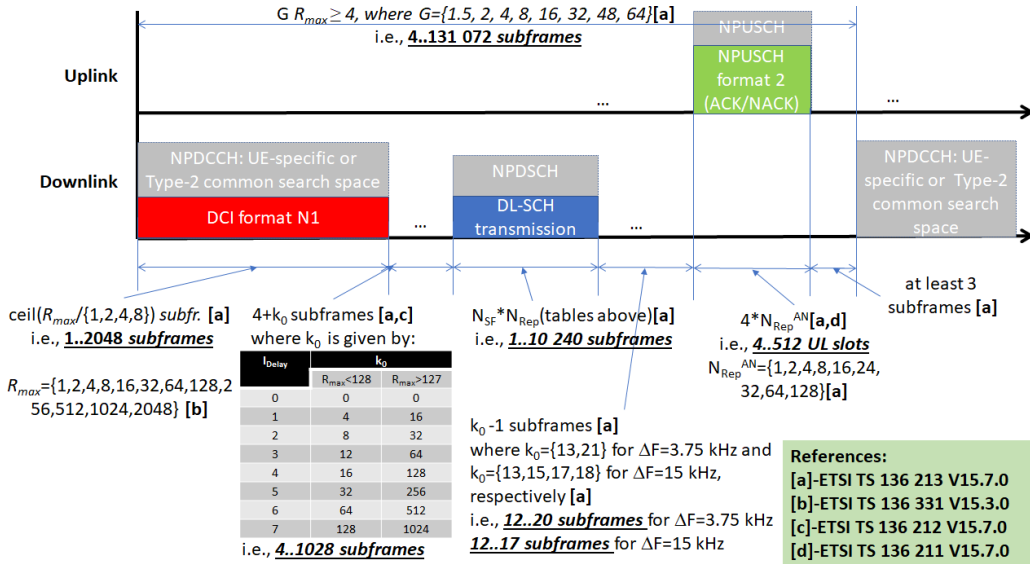 G R_max ≥ 4, where G={1.5, 2, 4, 8, 16, 32, 48, 64}[a]
i.e., 4..131 072 subframes
Uplink
NPUSCH
NPUSCH
format 2
(ACK/NACK)
...
...
Downlink
NPDCCH: UE-specific or
Type-2 common search space
DCI format N1
...
NPDSCH
DL-SCH
transmission
...
NPDCCH: UE-
specific or Type-2
common search
space
ceil(R_max/{1,2,4,8}) subfr. [a]
i.e., 1..2048 subframes
R_max={1,2,4,8,16,32,64,128,2
56,512,1024,2048} [b]
4+k_0 subframes [a,c]
where k_0 is given by:
I_Delay k_0
R_max<128 R_max>127
0 0 0
1 4 16
2 8 32
3 12 64
4 16 128
5 32 256
6 64 512
7 128 1024
i.e., 4..1028 subframes
N_SF*N_Rep(tables above)[a]
i.e., 1..10 240 subframes
k_0 -1 subframes [a]
where k_0={13,21} for ΔF=3.75 kHz and
k_0={13,15,17,18} for ΔF=15 kHz,
respectively [a]
i.e., 12..20 subframes for ΔF=3.75 kHz
12..17 subframes for ΔF=15 kHz
4*N_Rep^AN[a,d]
i.e., 4..512 UL slots
N_Rep^AN={1,2,4,8,16,24,
32,64,128}[a]
at least 3
subframes [a]
References:
[a]-ETSI TS 136 213 V15.7.0
[b]-ETSI TS 136 331 V15.3.0
[c]-ETSI TS 136 212 V15.7.0
[d]-ETSI TS 136 211 V15.7.0